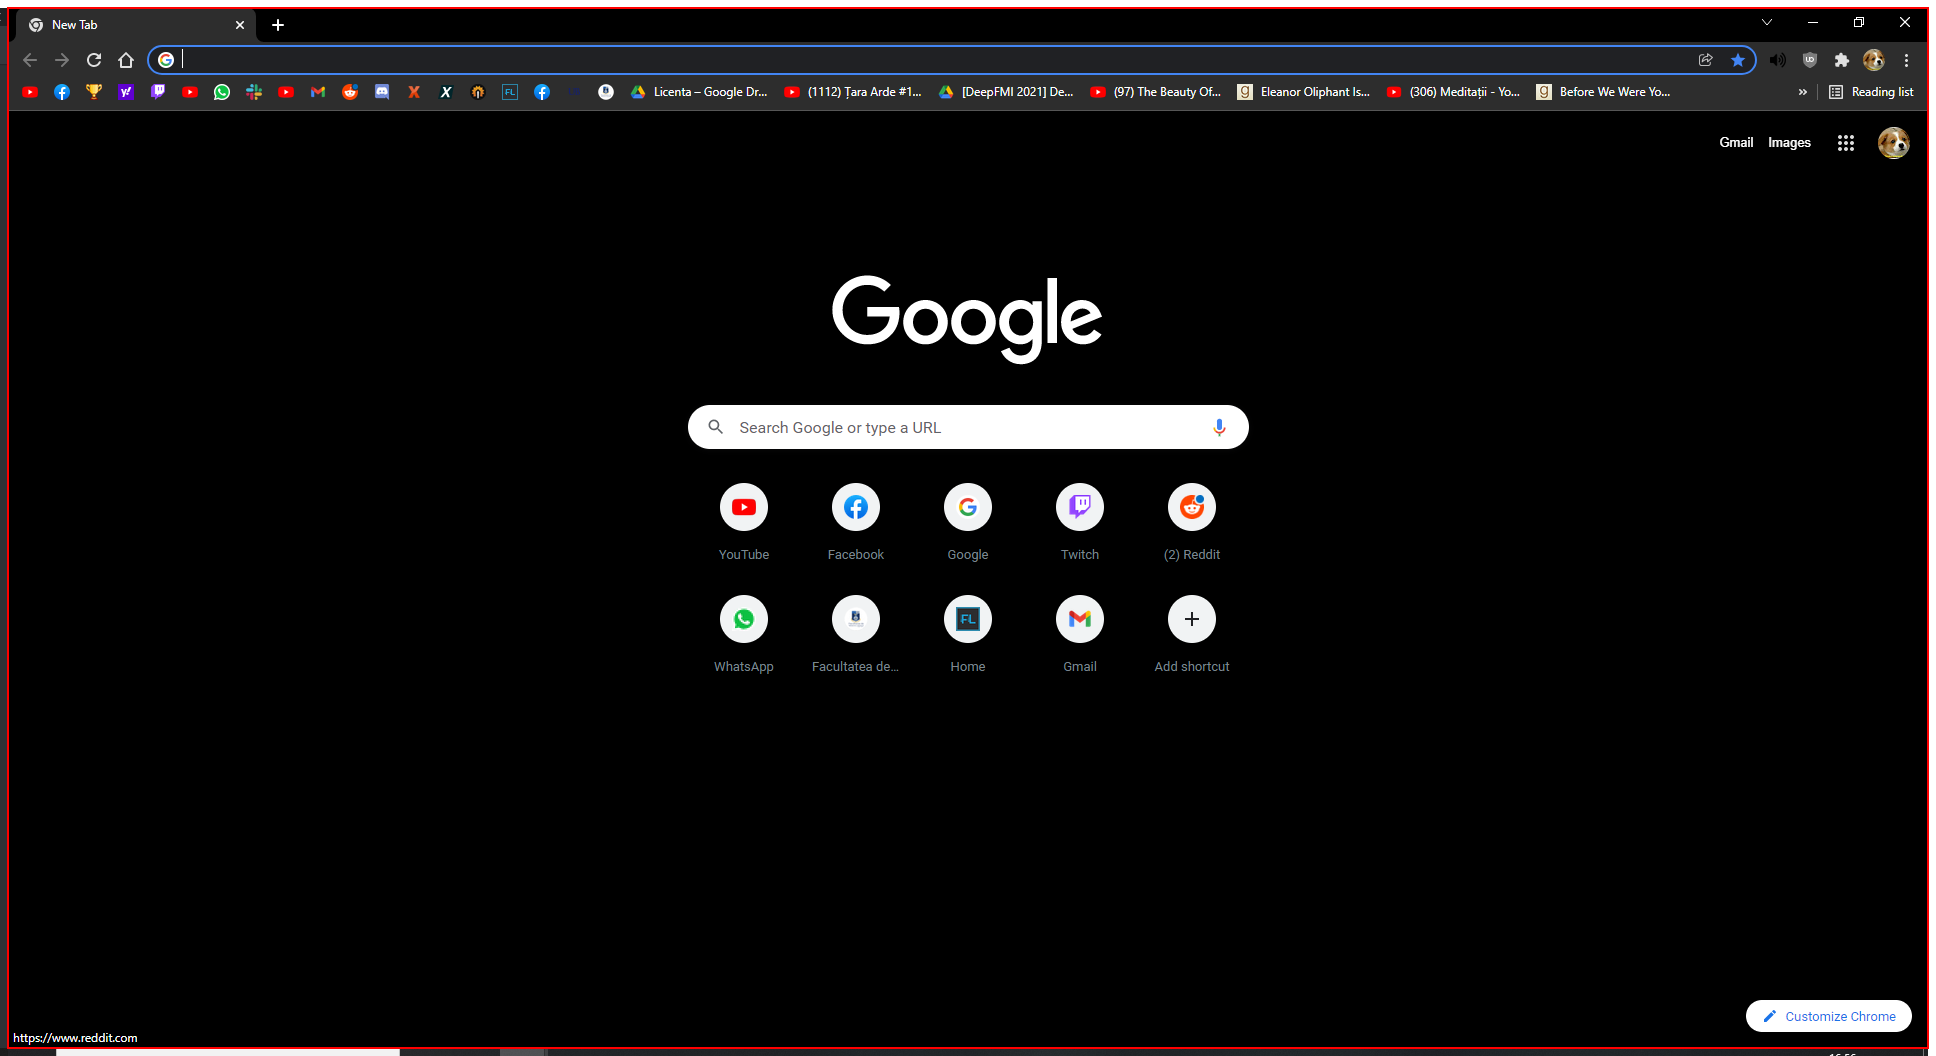 New Tab
Licenta – Google Dr...
(1112) Țara Arde #1...
[DeepFMI 2021] De...
(97) The Beauty Of...
Eleanor Oliphant Is...
(306) Meditații - Yo...
Before We Were Yo...
Reading list
Gmail Images
Google
Search Google or type a URL
YouTube Facebook Google Twitch (2) Reddit
WhatsApp Facultatea de... Home Gmail Add shortcut
Customize Chrome
https://www.reddit.com